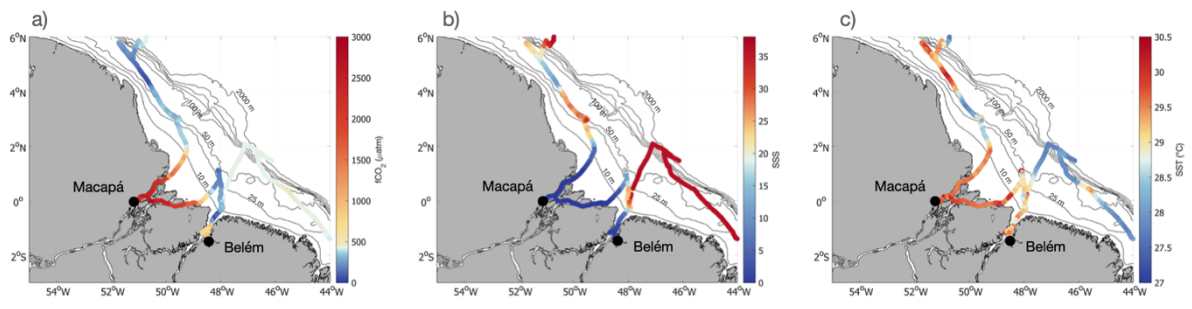 a)
6°N
4°N
2°N
0°
2°S
54°W 52°W 50°W 48°W 46°W 44°W
Macapá
Belém
2000 m
100 m
50 m
10 m
25 m
3000
2500
2000
1500
1000
500
0
fCO2 (µatm)
b)
6°N
4°N
2°N
0°
2°S
54°W 52°W 50°W 48°W 46°W 44°W
Macapá
Belém
2000 m
100 m
50 m
10 m
25 m
35
30
25
20
15
10
5
0
SSS
c)
6°N
4°N
2°N
0°
2°S
54°W 52°W 50°W 48°W 46°W 44°W
Macapá
Belém
2000 m
100 m
50 m
10 m
25 m
30.5
30
29.5
29
28.5
28
27.5
27
SST (°C)